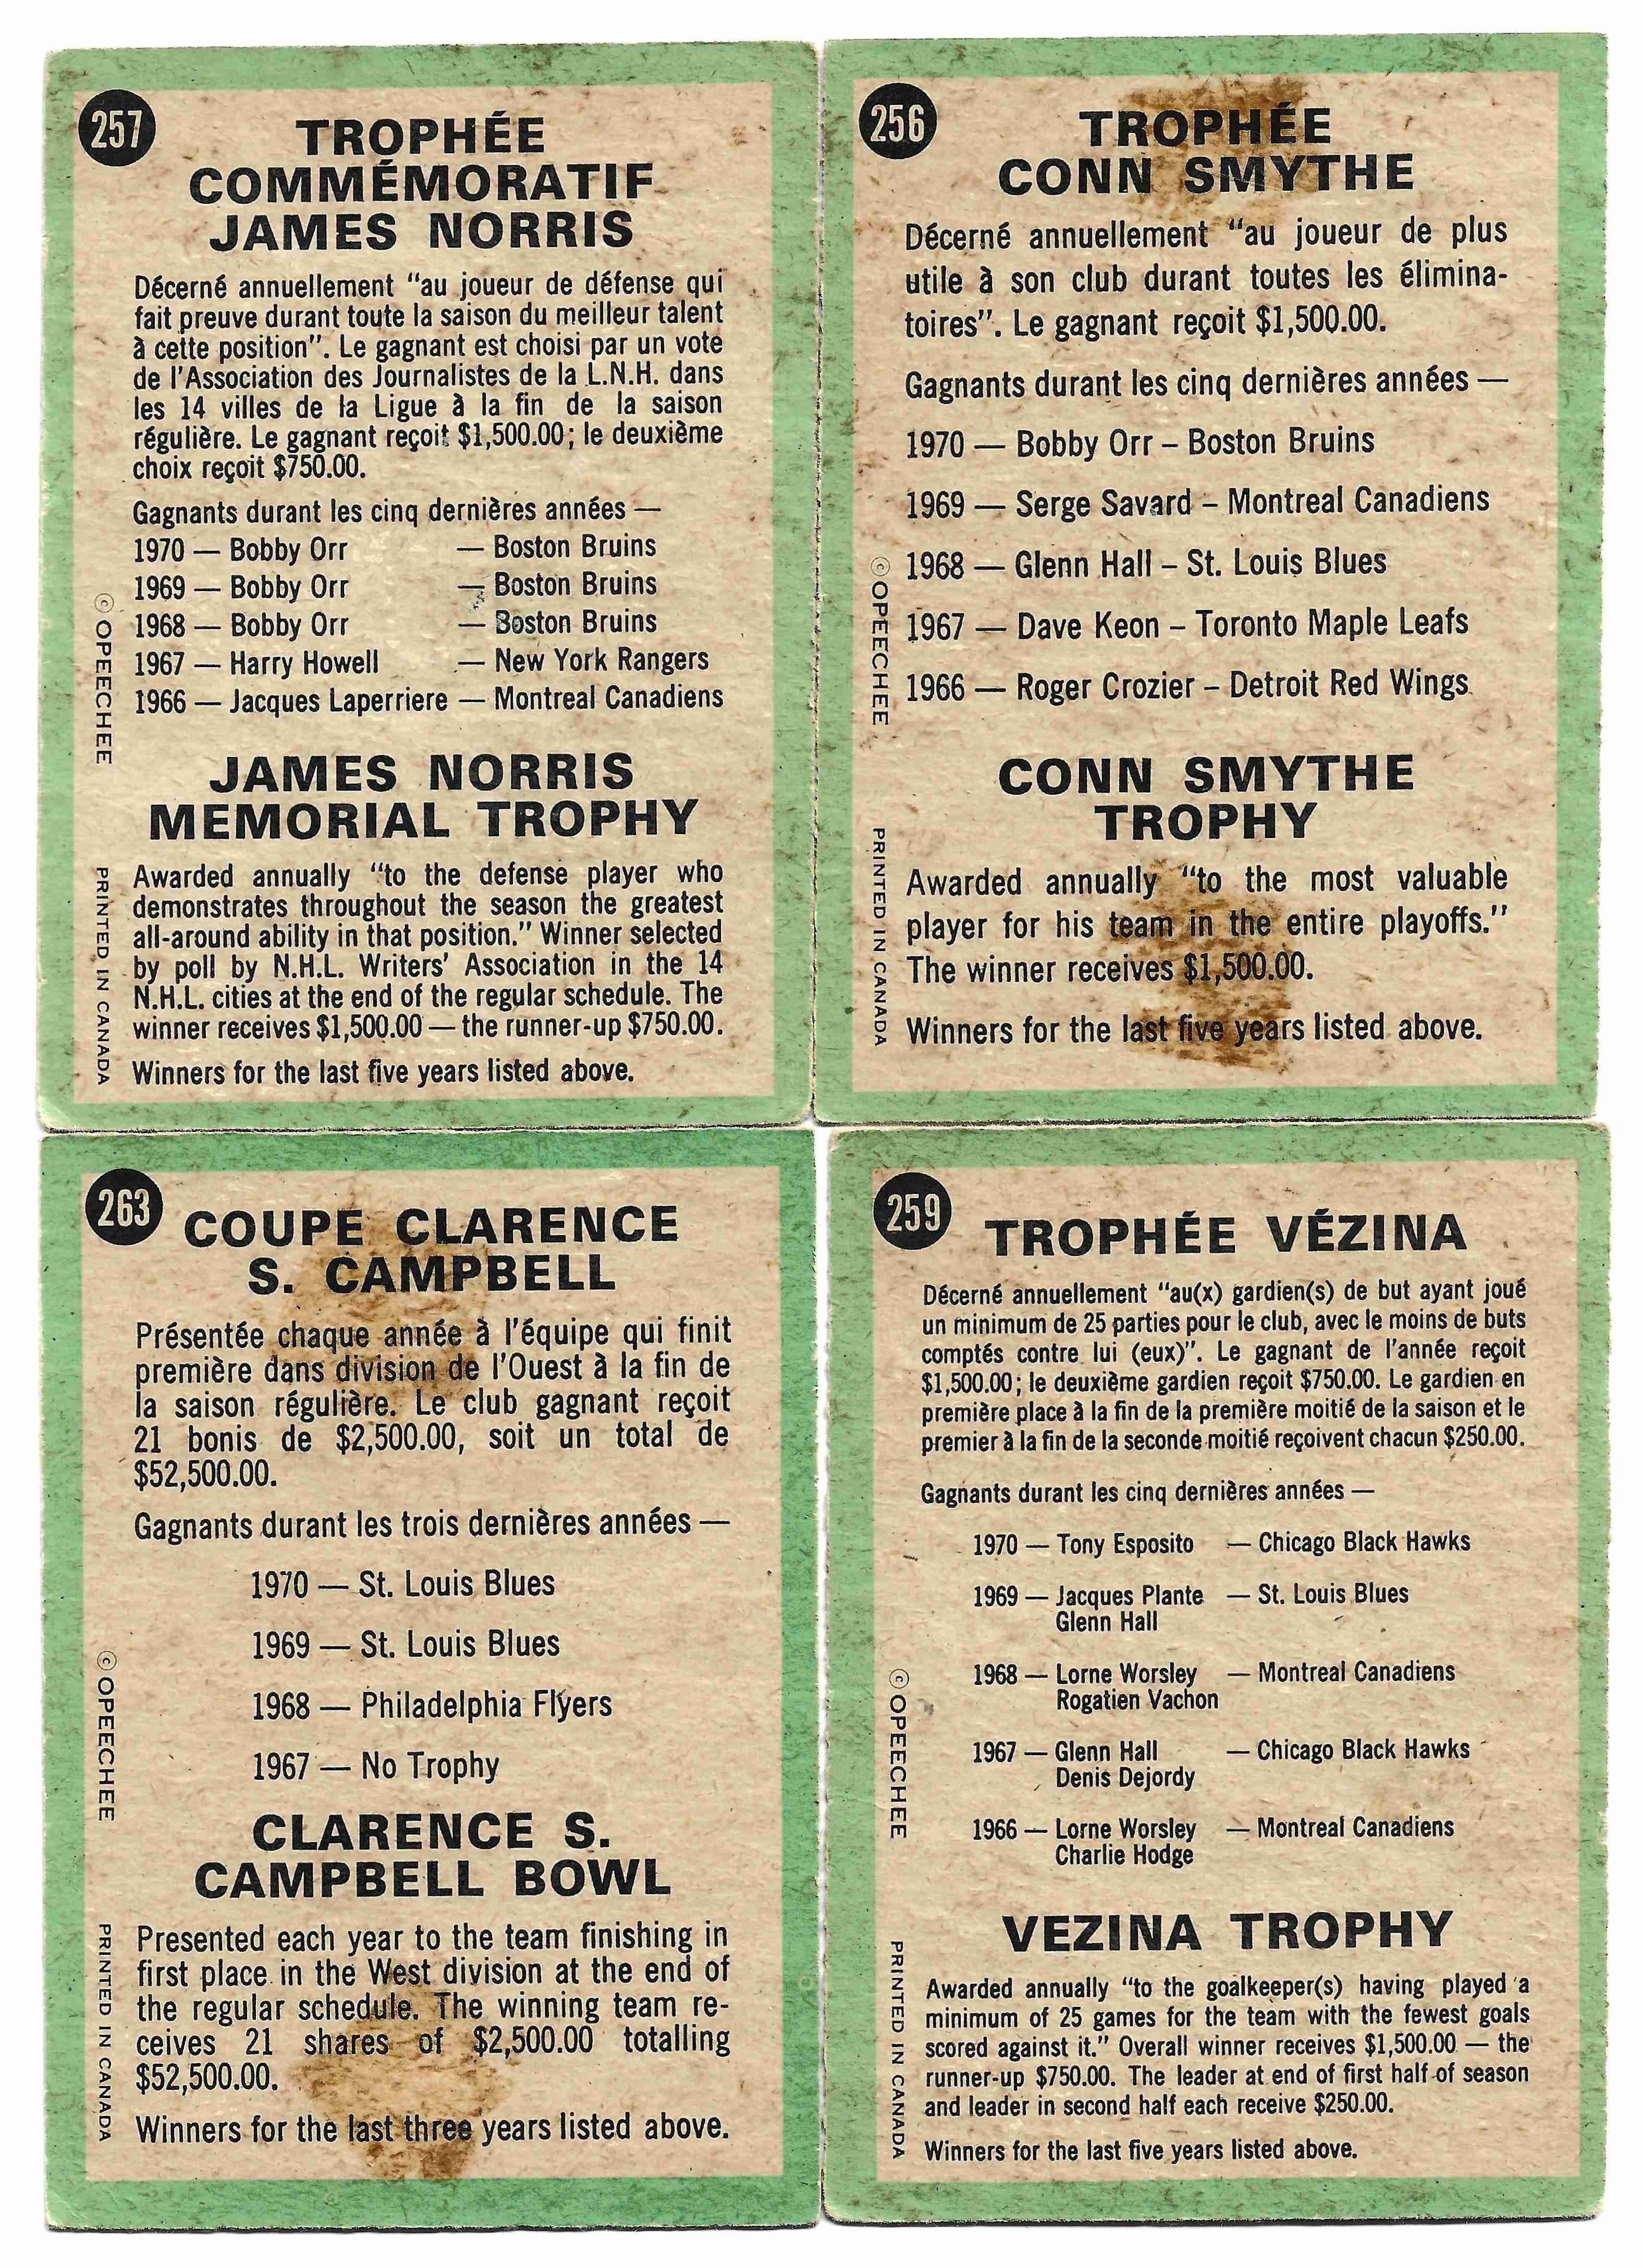 257
TROPHÉE
COMMÉMORATIF
JAMES NORRIS
Décerné annuellement “au joueur de défense qui
fait preuve durant toute la saison du meilleur talent
à cette position”. Le gagnant est choisi par un vote
de l'Association des Journalistes de la L.N.H. dans
les 14 villes de la Ligue à la fin de la saison
régulière. Le gagnant reçoit $1,500.00; le deuxième
choix reçoit $750.00.
Gagnants durant les cinq dernières années —
1970 — Bobby Orr — Boston Bruins
1969 — Bobby Orr — Boston Bruins
1968 — Bobby Orr — Boston Bruins
1967 — Harry Howell — New York Rangers
1966 — Jacques Laperriere — Montreal Canadiens
JAMES NORRIS
MEMORIAL TROPHY
Awarded annually “to the defense player who
demonstrates throughout the season the greatest
all-around ability in that position.” Winner selected
by poll by N.H.L. Writers' Association in the 14
N.H.L. cities at the end of the regular schedule. The
winner receives $1,500.00 — the runner-up $750.00.
Winners for the last five years listed above.
© OPEECHEE
PRINTED IN CANADA
256
TROPHÉE
CONN SMYTHE
Décerné annuellement “au joueur de plus
utile à son club durant toutes les élimina-
toires”. Le gagnant reçoit $1,500.00.
Gagnants durant les cinq dernières années —
1970 — Bobby Orr – Boston Bruins
1969 — Serge Savard – Montreal Canadiens
1968 — Glenn Hall – St. Louis Blues
1967 — Dave Keon – Toronto Maple Leafs
1966 — Roger Crozier – Detroit Red Wings
CONN SMYTHE
TROPHY
Awarded annually “to the most valuable
player for his team in the entire playoffs.”
The winner receives $1,500.00.
Winners for the last five years listed above.
© OPEECHEE
PRINTED IN CANADA
263
COUPE CLARENCE
S. CAMPBELL
Présentée chaque année à l'équipe qui finit
première dans division de l'Ouest à la fin de
la saison régulière. Le club gagnant reçoit
21 bonis de $2,500.00, soit un total de
$52,500.00.
Gagnants durant les trois dernières années —
1970 — St. Louis Blues
1969 — St. Louis Blues
1968 — Philadelphia Flyers
1967 — No Trophy
CLARENCE S.
CAMPBELL BOWL
Presented each year to the team finishing in
first place in the West division at the end of
the regular schedule. The winning team re-
ceives 21 shares of $2,500.00 totalling
$52,500.00.
Winners for the last three years listed above.
© OPEECHEE
PRINTED IN CANADA
259
TROPHÉE VÉZINA
Décerné annuellement “au(x) gardien(s) de but ayant joué
un minimum de 25 parties pour le club, avec le moins de buts
comptés contre lui (eux)”. Le gagnant de l'année reçoit
$1,500.00; le deuxième gardien reçoit $750.00. Le gardien en
première place à la fin de la première moitié de la saison et le
premier à la fin de la seconde moitié reçoivent chacun $250.00.
Gagnants durant les cinq dernières années —
1970 — Tony Esposito — Chicago Black Hawks
1969 — Jacques Plante — St. Louis Blues
Glenn Hall
1968 — Lorne Worsley — Montreal Canadiens
Rogatien Vachon
1967 — Glenn Hall — Chicago Black Hawks
Denis Dejordy
1966 — Lorne Worsley — Montreal Canadiens
Charlie Hodge
VEZINA TROPHY
Awarded annually “to the goalkeeper(s) having played a
minimum of 25 games for the team with the fewest goals
scored against it.” Overall winner receives $1,500.00 — the
runner-up $750.00. The leader at end of first half of season
and leader in second half each receive $250.00.
Winners for the last five years listed above.
© OPEECHEE
PRINTED IN CANADA